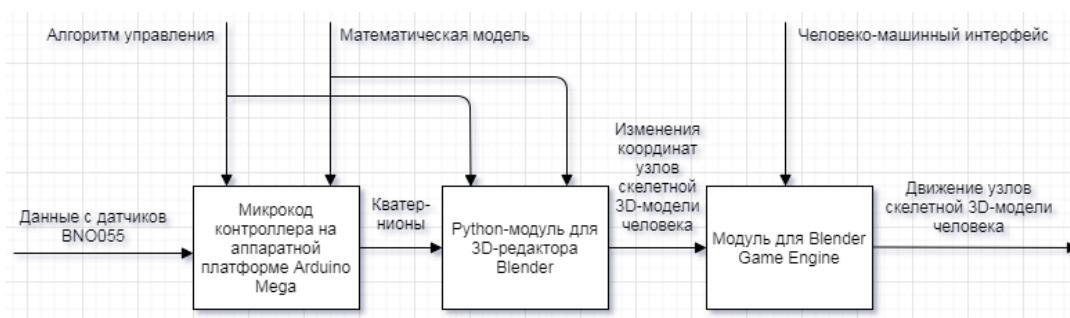 Алгоритм управления
Математическая модель
Человеко-машинный интерфейс
Данные с датчиков
BNO055
Микрокод
контроллера на
аппаратной
платформе Arduino
Mega
Кватер-
нионы
Python-модуль для
3D-редактора
Blender
Изменения
координат
узлов
скелетной
3D-модели
человека
Модуль для Blender
Game Engine
Движение узлов
скелетной 3D-модели
человека